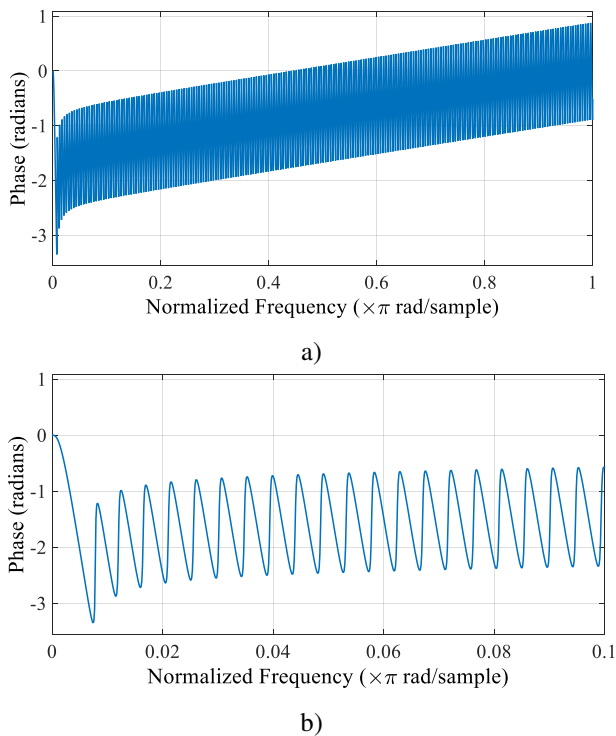 1
0
-1
-2
-3
Phase (radians)
0 0.2 0.4 0.6 0.8 1
Normalized Frequency (×π rad/sample)
a)
1
0
-1
-2
-3
Phase (radians)
0 0.02 0.04 0.06 0.08 0.1
Normalized Frequency (×π rad/sample)
b)